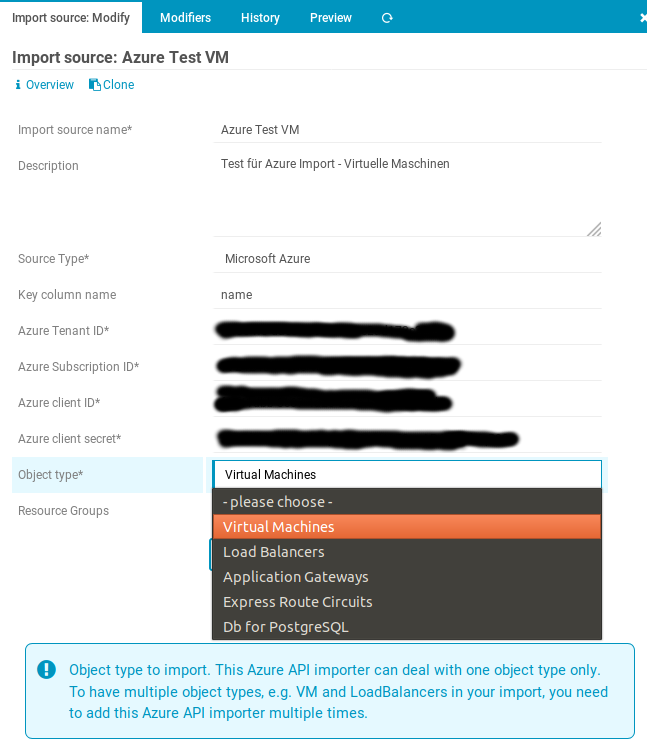 Import source: Modify Modifiers History Preview
Import source: Azure Test VM
Overview Clone
Import source name* Azure Test VM
Description Test für Azure Import - Virtuelle Maschinen
Source Type* Microsoft Azure
Key column name name
Azure Tenant ID*
Azure Subscription ID*
Azure client ID*
Azure client secret*
Object type* Virtual Machines
- please choose -
Resource Groups
Virtual Machines
Load Balancers
Application Gateways
Express Route Circuits
Db for PostgreSQL
Object type to import. This Azure API importer can deal with one object type only.
To have multiple object types, e.g. VM and LoadBalancers in your import, you need
to add this Azure API importer multiple times.